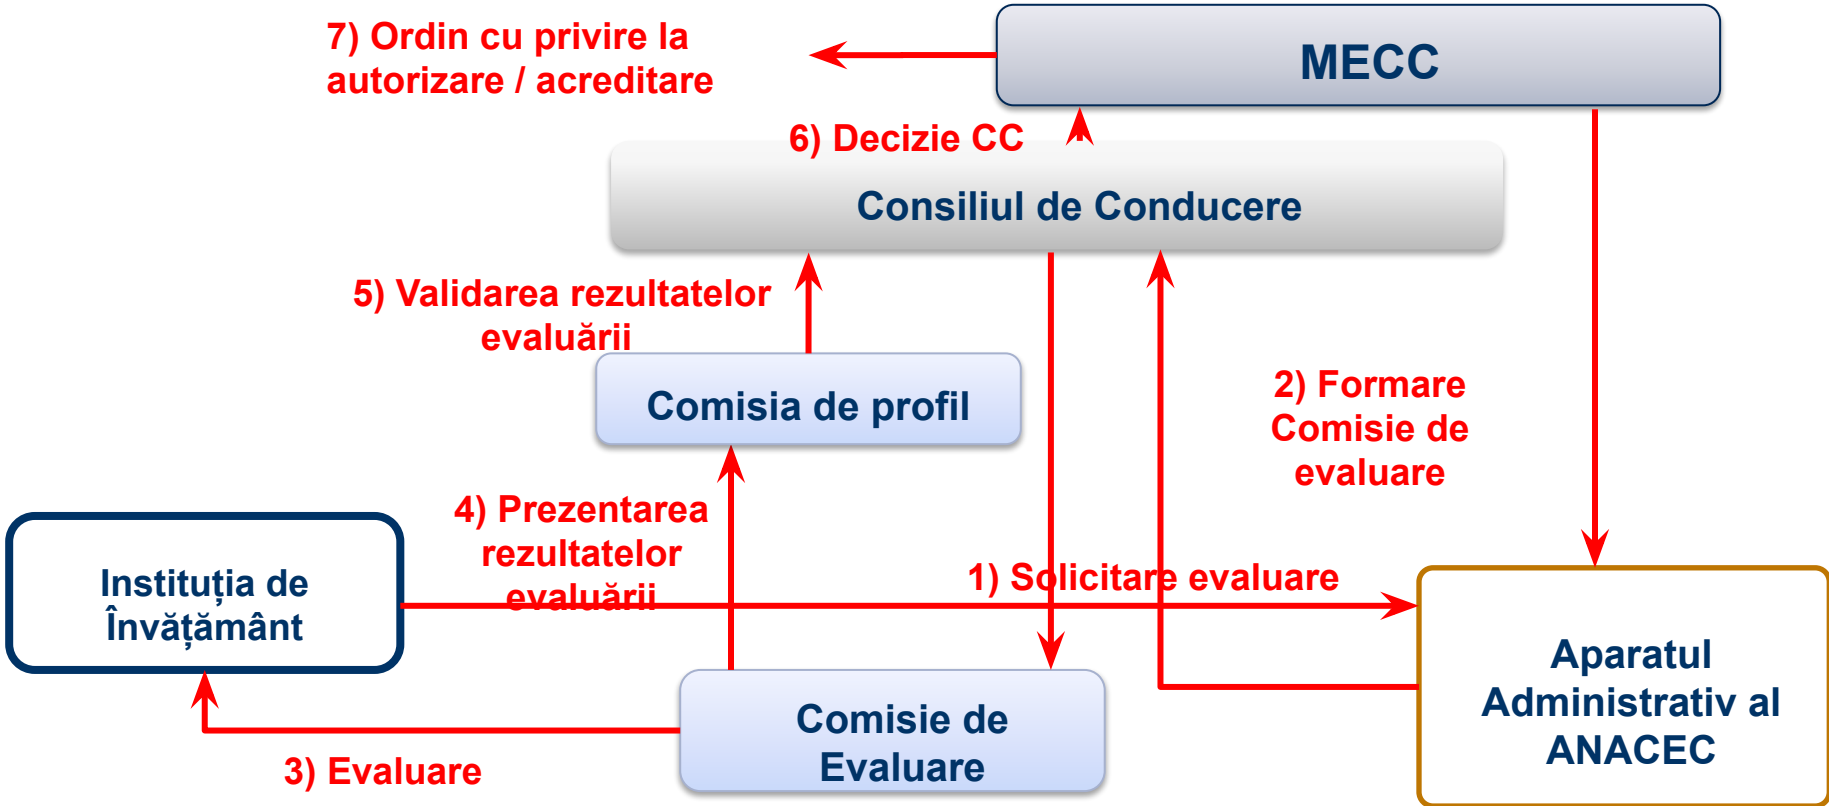 7) Ordin cu privire la
autorizare / acreditare
MECC
6) Decizie CC
Consiliul de Conducere
5) Validarea rezultatelor
evaluării
Comisia de profil
2) Formare
Comisie de
evaluare
4) Prezentarea
rezultatelor
evaluării
1) Solicitare evaluare
Instituția de
Învățământ
Aparatul
Administrativ al
ANACEC
Comisie de
Evaluare
3) Evaluare